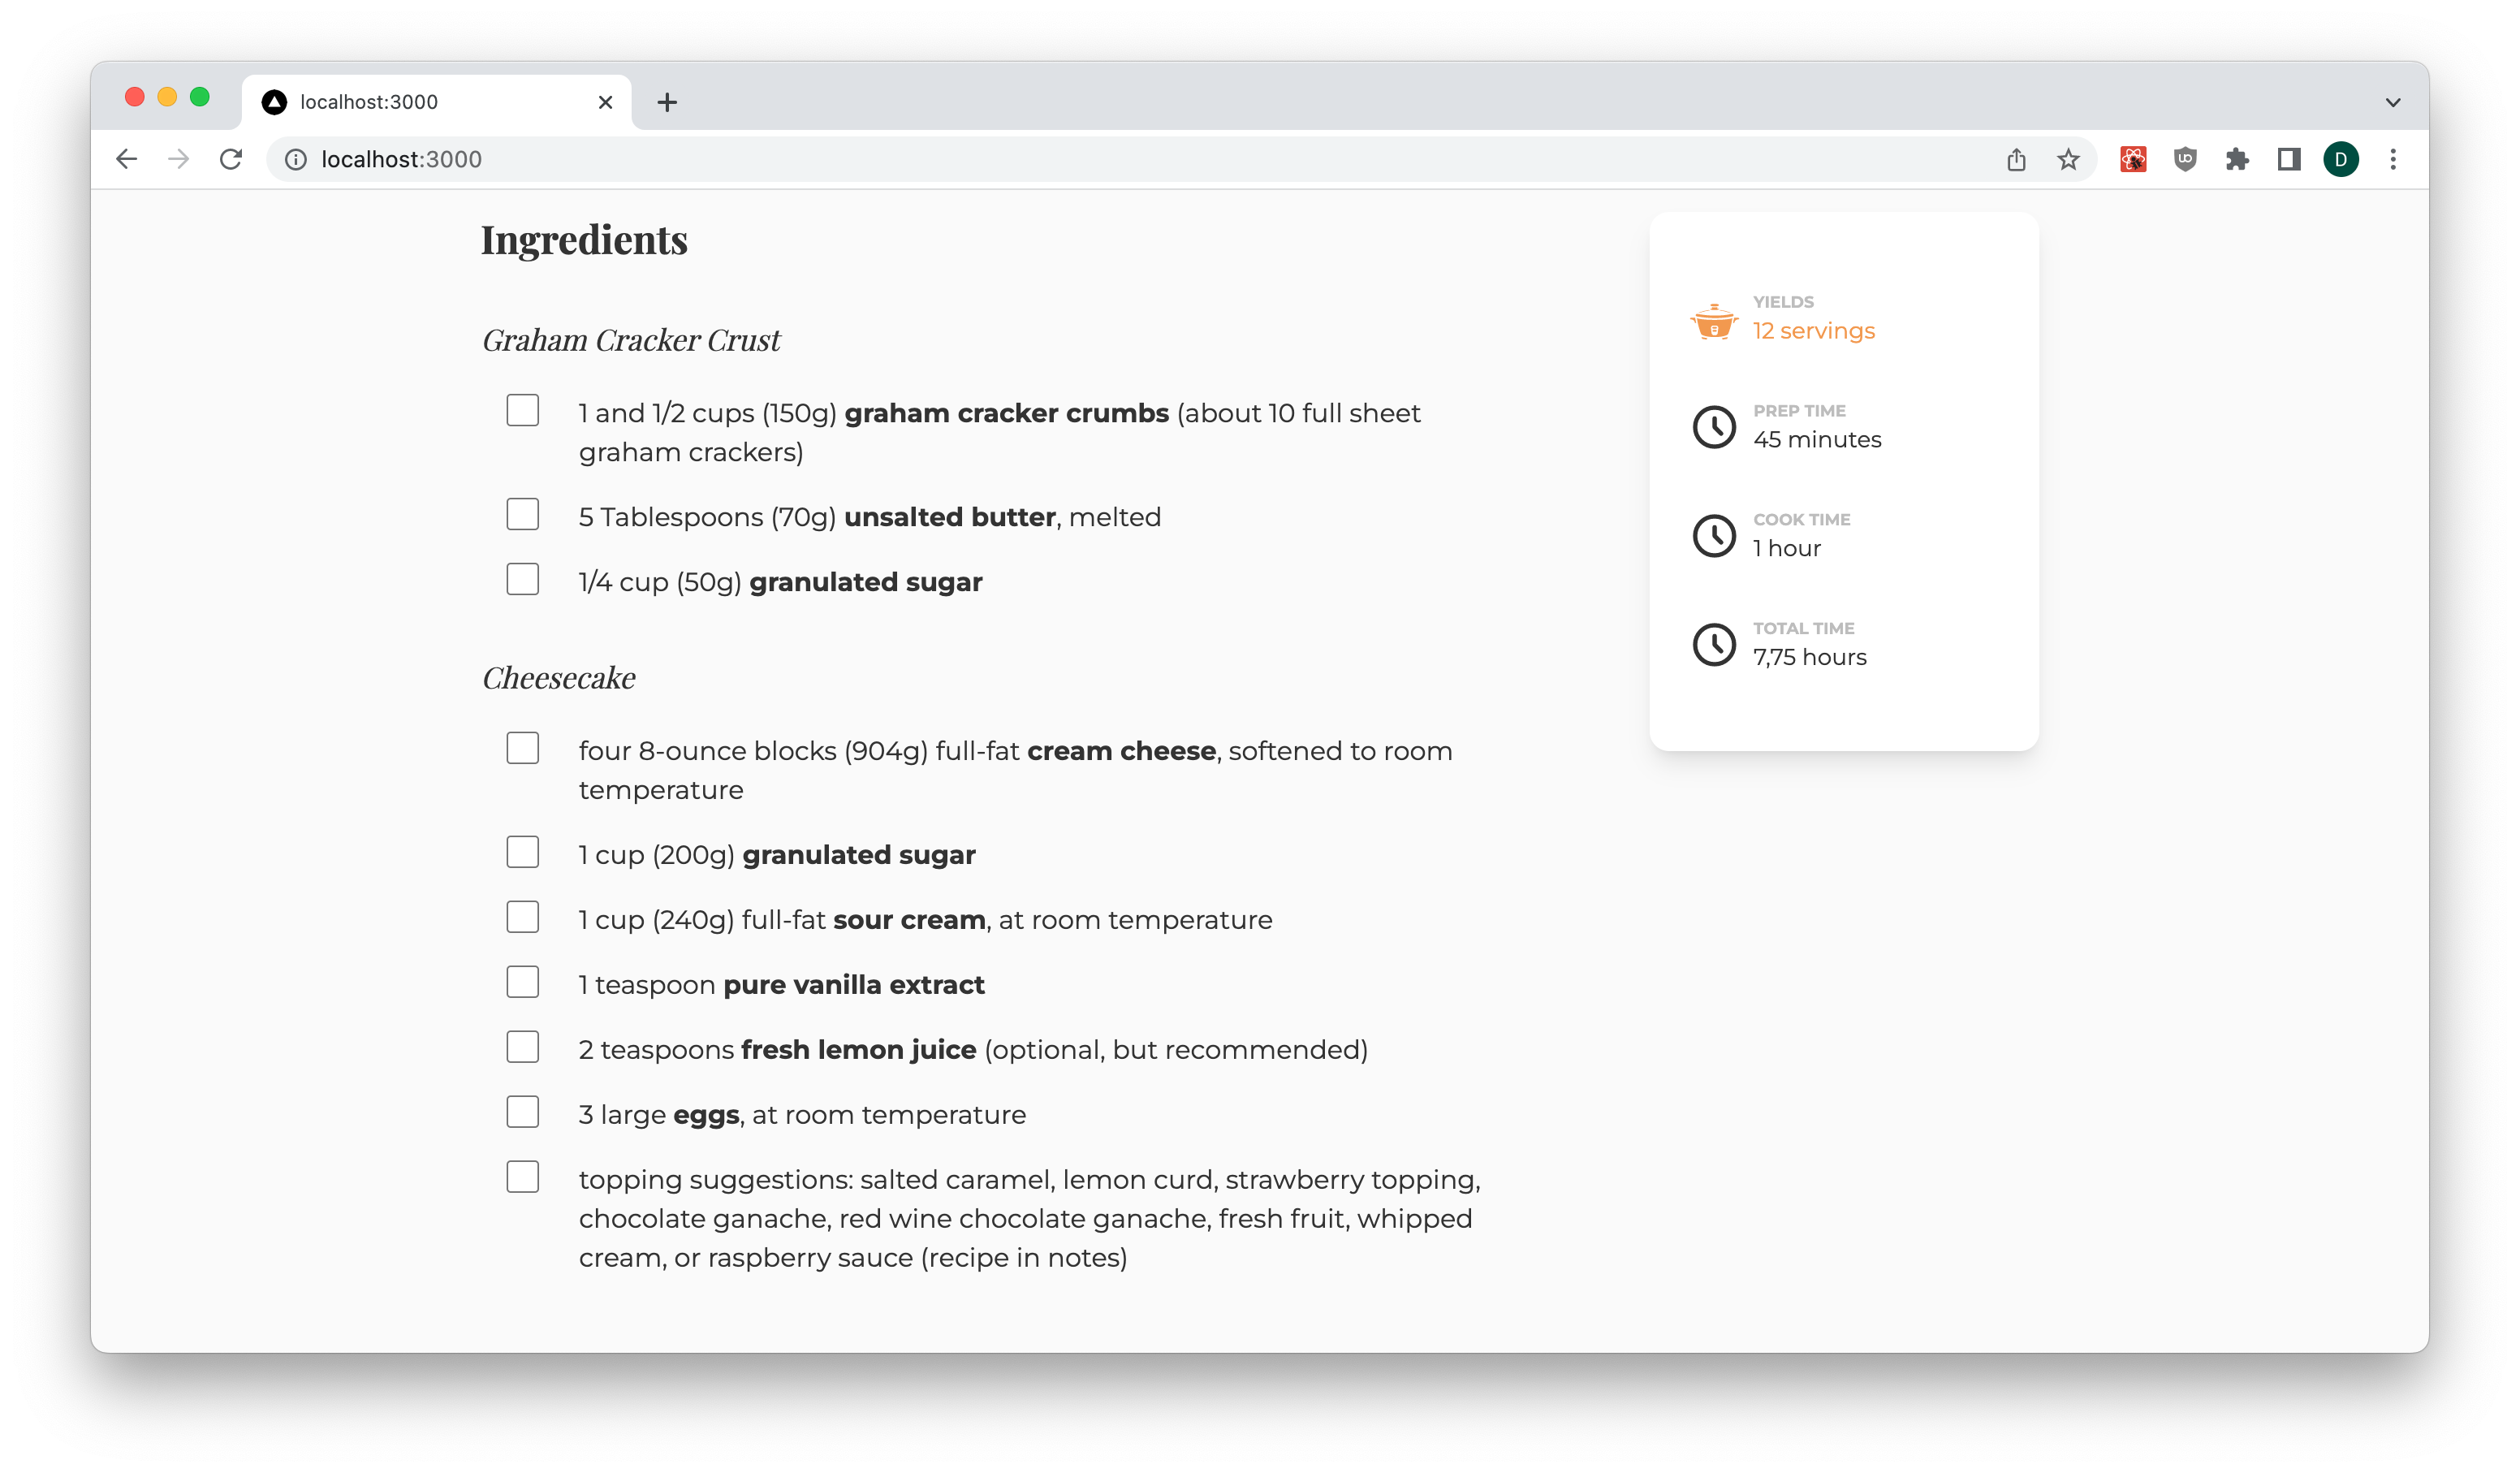 localhost:3000
localhost:3000
D
Ingredients
Graham Cracker Crust
1 and 1/2 cups (150g) graham cracker crumbs (about 10 full sheet
graham crackers)
5 Tablespoons (70g) unsalted butter, melted
1/4 cup (50g) granulated sugar
Cheesecake
four 8-ounce blocks (904g) full-fat cream cheese, softened to room
temperature
1 cup (200g) granulated sugar
1 cup (240g) full-fat sour cream, at room temperature
1 teaspoon pure vanilla extract
2 teaspoons fresh lemon juice (optional, but recommended)
3 large eggs, at room temperature
topping suggestions: salted caramel, lemon curd, strawberry topping,
chocolate ganache, red wine chocolate ganache, fresh fruit, whipped
cream, or raspberry sauce (recipe in notes)
YIELDS
12 servings
PREP TIME
45 minutes
COOK TIME
1 hour
TOTAL TIME
7,75 hours